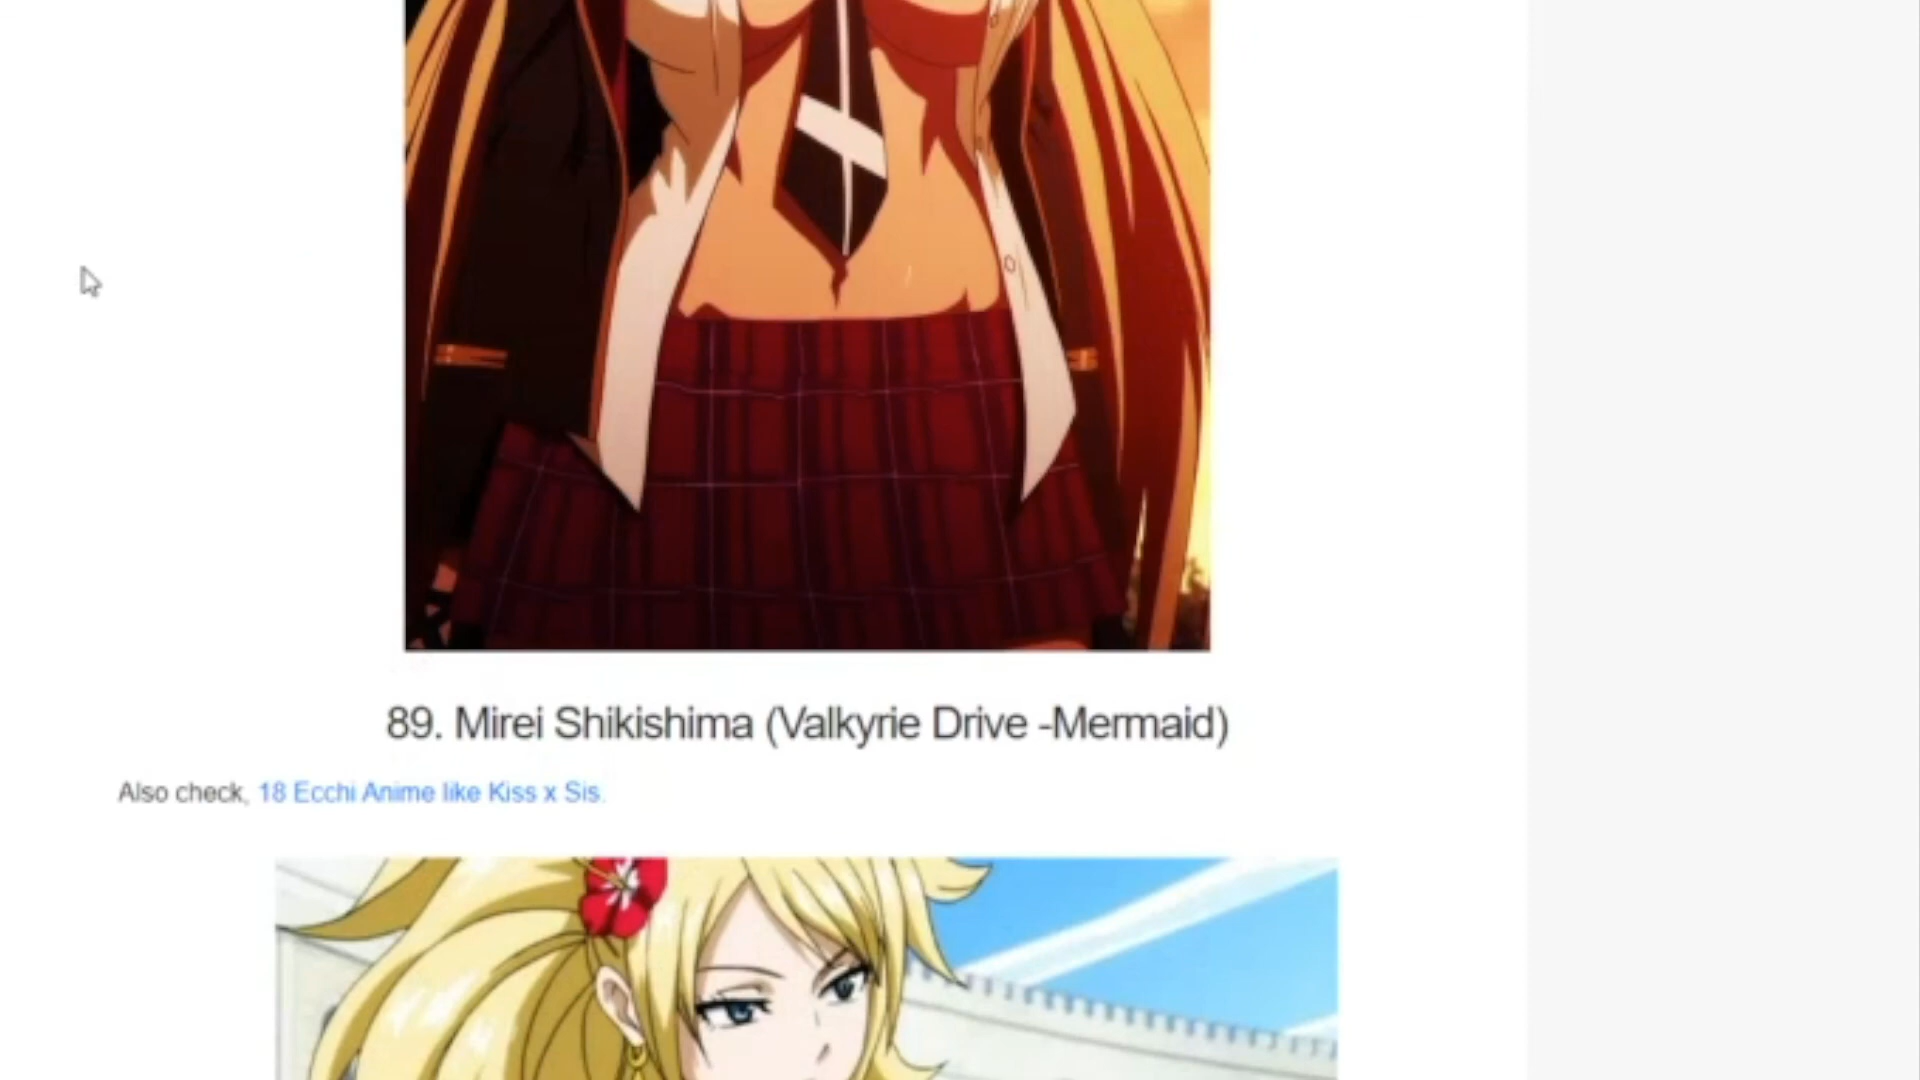 89. Mirei Shikishima (Valkyrie Drive -Mermaid)
Also check, 18 Ecchi Anime like Kiss x Sis.